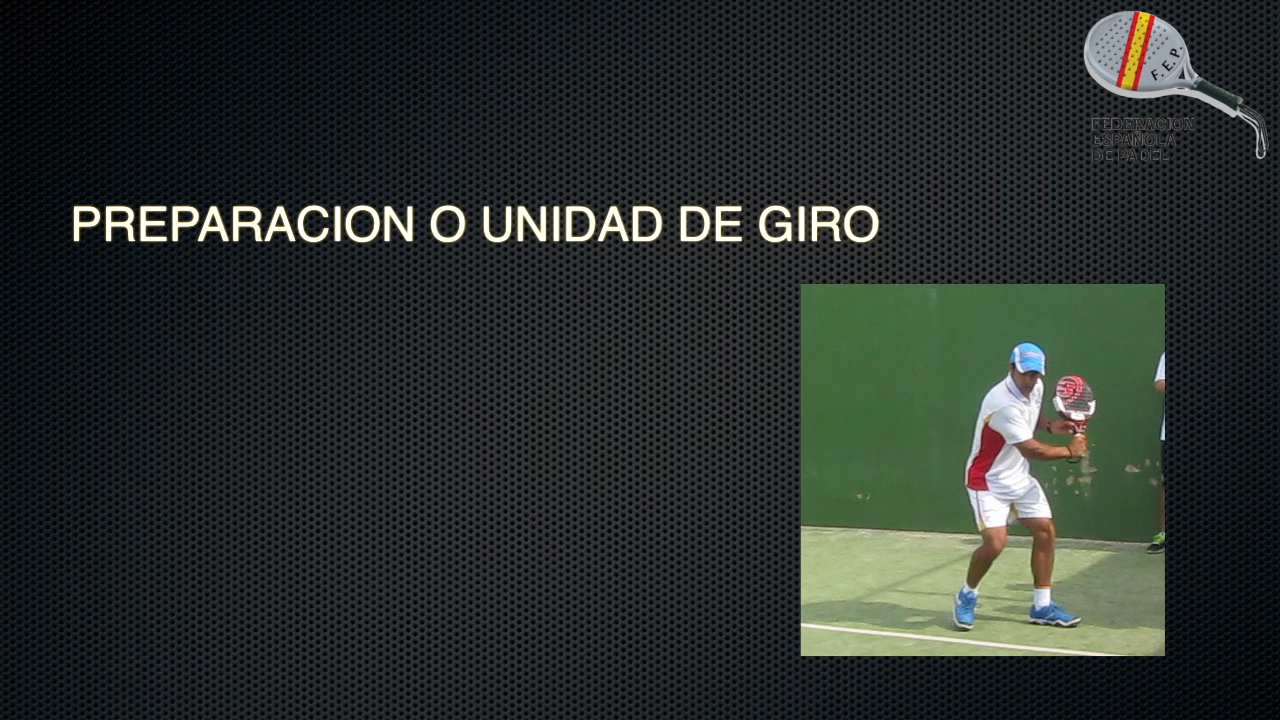 F.E.P.
FEDERACION
ESPAÑOLA
DE PADEL
PREPARACION O UNIDAD DE GIRO